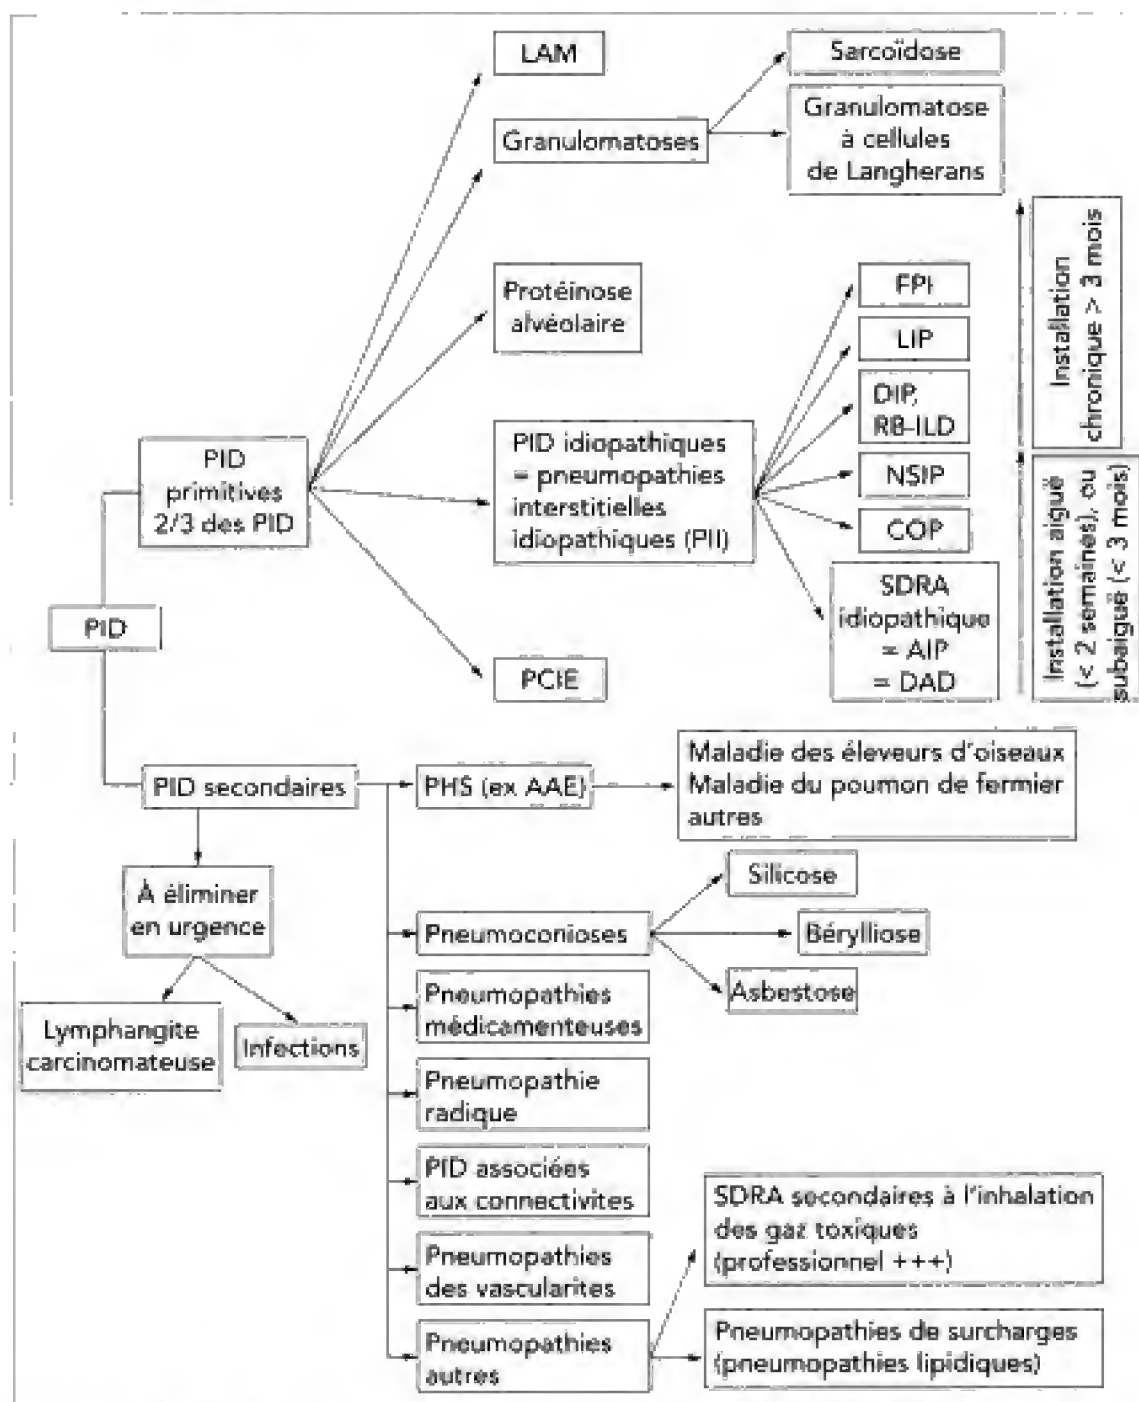 LAM
Sarcoïdose
Granulomatoses
Granulomatose
à cellules
de Langherans
Protéinose
alvéolaire
FPI
LIP
DIP,
RB-ILD
NSIP
COP
SDRA
idiopathique
= AIP
= DAD
Installation
chronique > 3 mois
Installation aiguë
(< 2 semaines), ou
subaiguë (< 3 mois)
PID
primitives
2/3 des PID
PID idiopathiques
= pneumopathies
interstitielles
idiopathiques (PII)
PID
PCIE
PID secondaires
PHS (ex AAE)
Maladie des éleveurs d'oiseaux
Maladie du poumon de fermier
autres
À éliminer
en urgence
Lymphangite
carcinomateuse
Infections
Pneumoconioses
Silicose
Bérylliose
Asbestose
Pneumopathies
médicamenteuses
Pneumopathie
radique
PID associées
aux connectivites
Pneumopathies
des vascularites
Pneumopathies
autres
SDRA secondaires à l'inhalation
des gaz toxiques
(professionnel +++)
Pneumopathies de surcharges
(pneumopathies lipidiques)